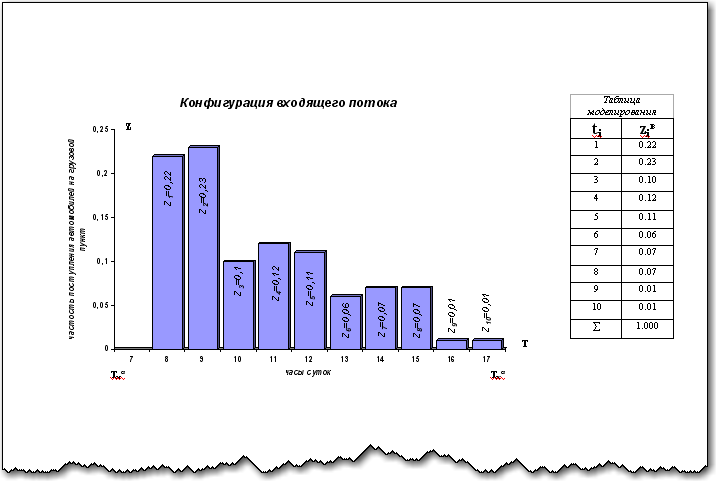 Конфигурация входящего потока
Z
частость поступления автомобилей на грузовой
пункт
0,25
0,2
0,15
0,1
0,05
0
Z1=0,22
Z2=0,23
Z3=0,1
Z4=0,12
Z5=0,11
Z6=0,06
Z7=0,07
Z8=0,07
Z9=0,01
Z10=0,01
T
7 8 9 10 11 12 13 14 15 16 17
часы суток
Таблица
моделирования
ti ziв
1 0.22
2 0.23
3 0.10
4 0.12
5 0.11
6 0.06
7 0.07
8 0.07
9 0.01
10 0.01
Σ 1.000